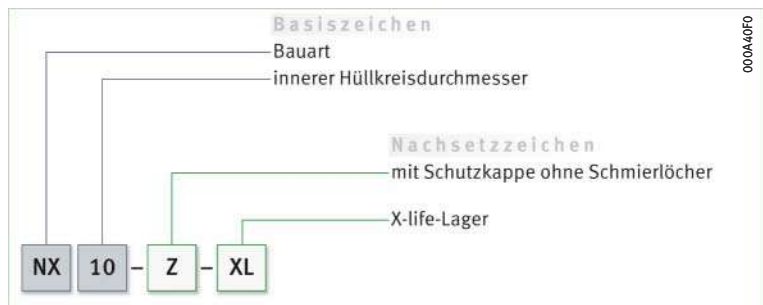 Basiszeichen
Bauart
innerer Hüllkreisdurchmesser
Nachsetzzeichen
mit Schutzkappe ohne Schmierlöcher
X-life-Lager
NX 10 – Z – XL
000A40F0